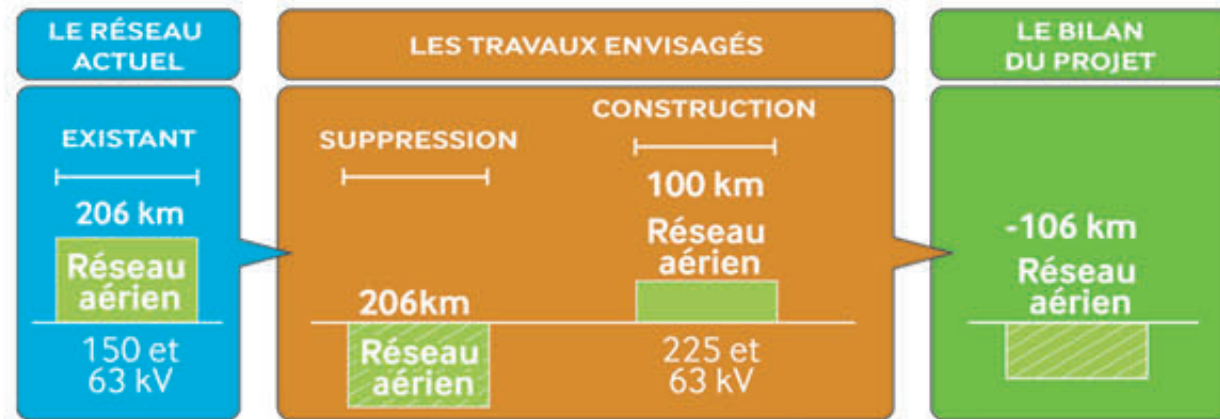 LE RÉSEAU
ACTUEL
EXISTANT
206 km
Réseau
aérien
150 et
63 kV
LES TRAVAUX ENVISAGÉS
SUPPRESSION
206km
Réseau
aérien
CONSTRUCTION
100 km
Réseau
aérien
225 et
63 kV
LE BILAN
DU PROJET
-106 km
Réseau
aérien